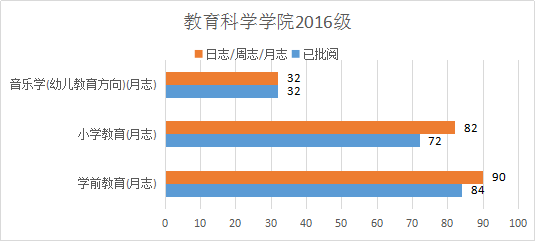 教育科学学院2016级
日志/周志/月志 已批阅
音乐学(幼儿教育方向)(月志)
32
32
小学教育(月志)
82
72
学前教育(月志)
90
84
0 10 20 30 40 50 60 70 80 90 100